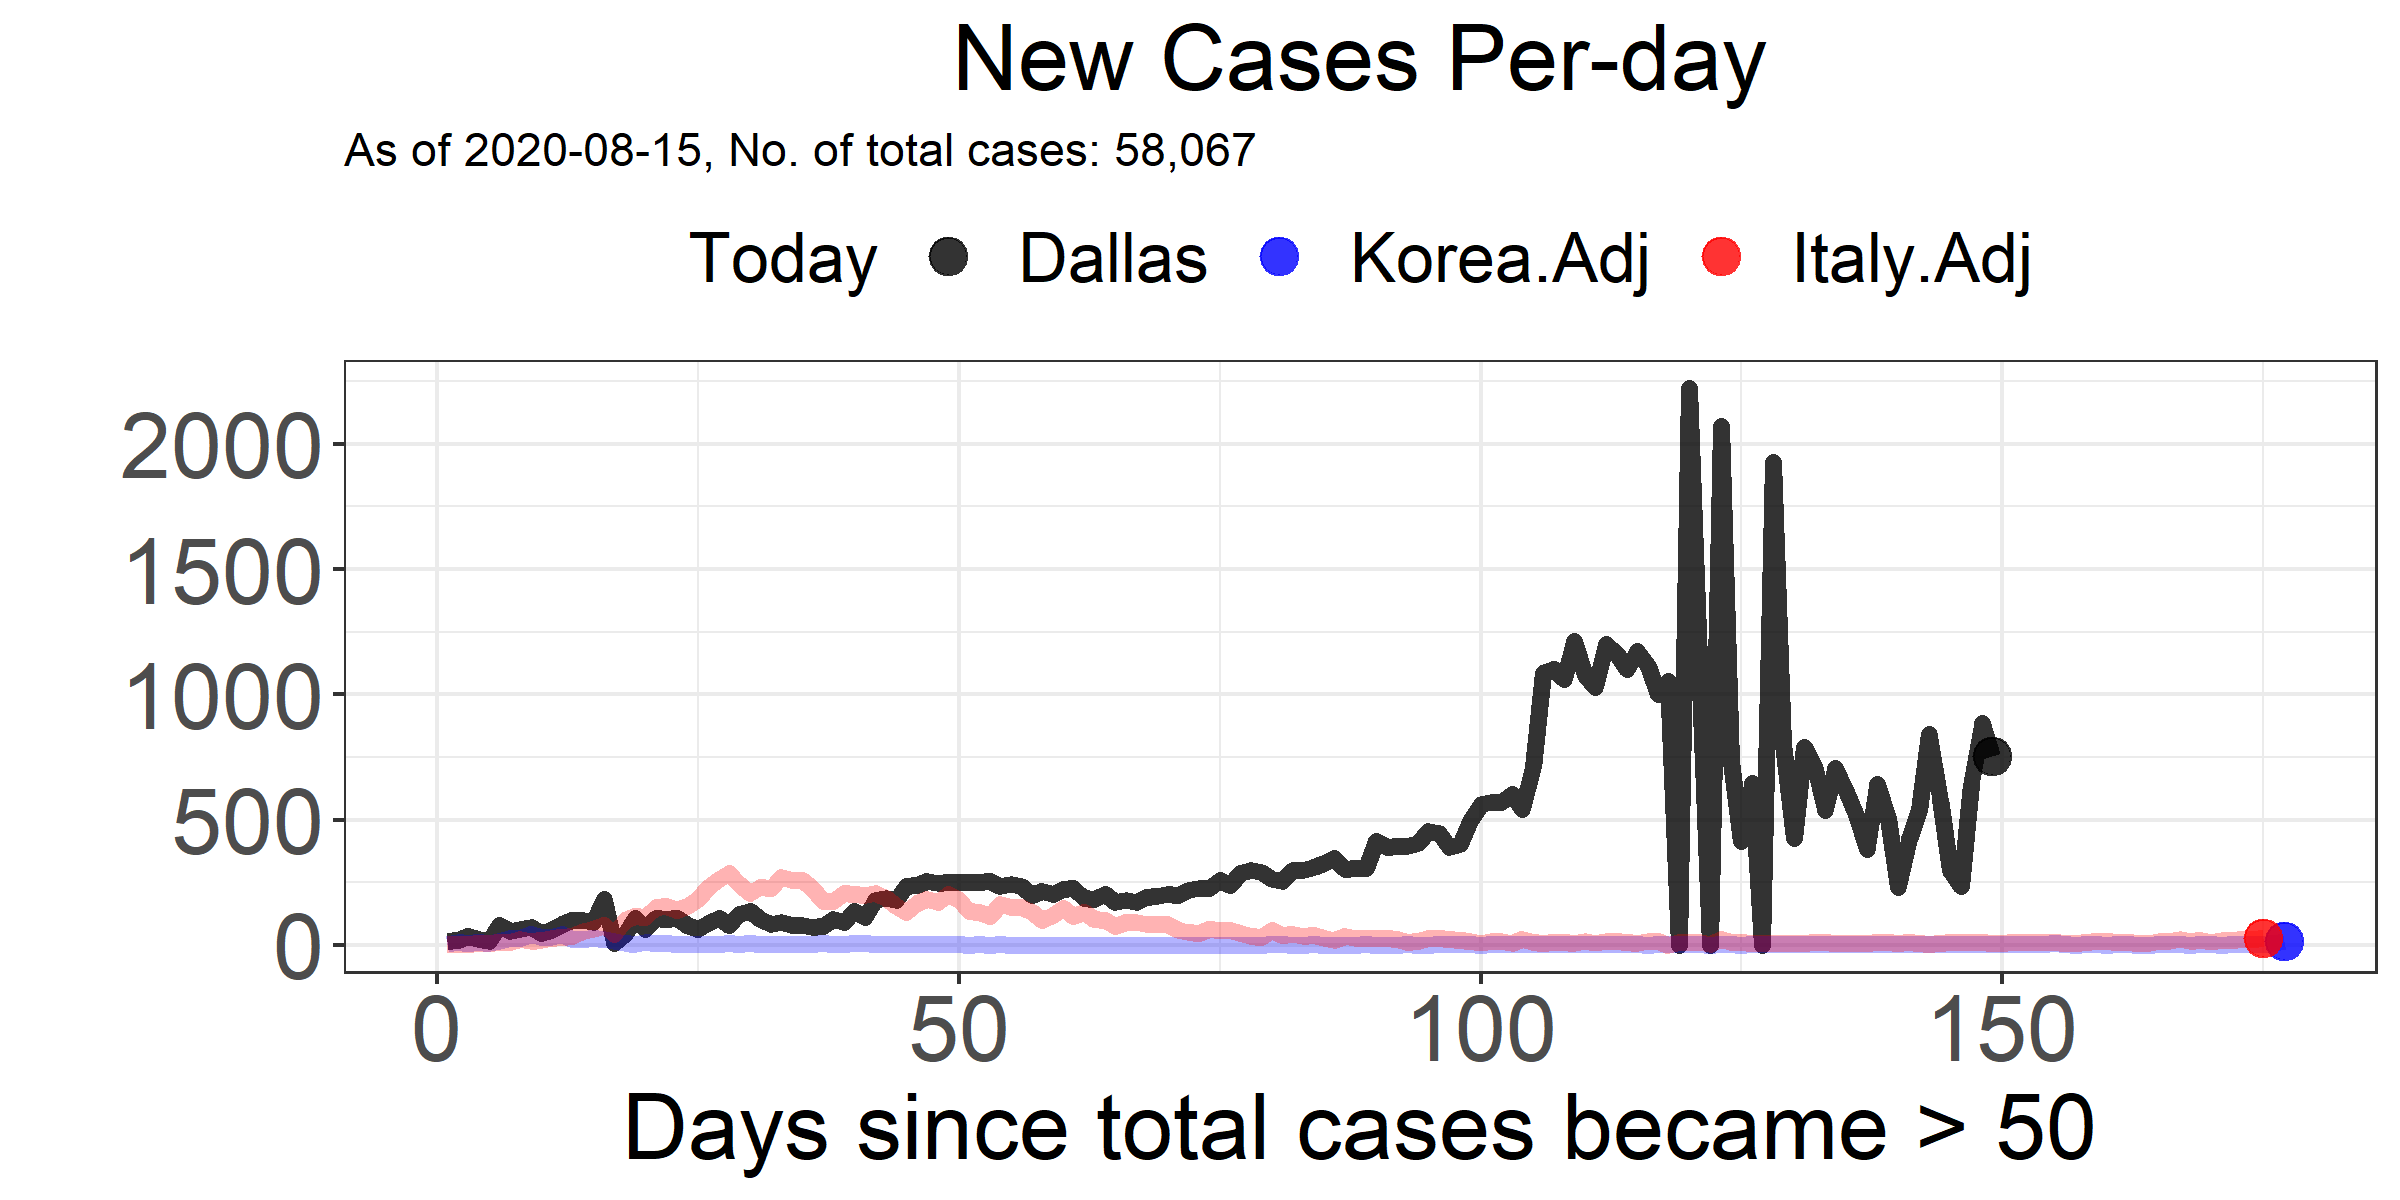 New Cases Per-day
As of 2020-08-15, No. of total cases: 58,067
Today Dallas Korea.Adj Italy.Adj
2000
1500
1000
500
0
0 50 100 150
Days since total cases became > 50